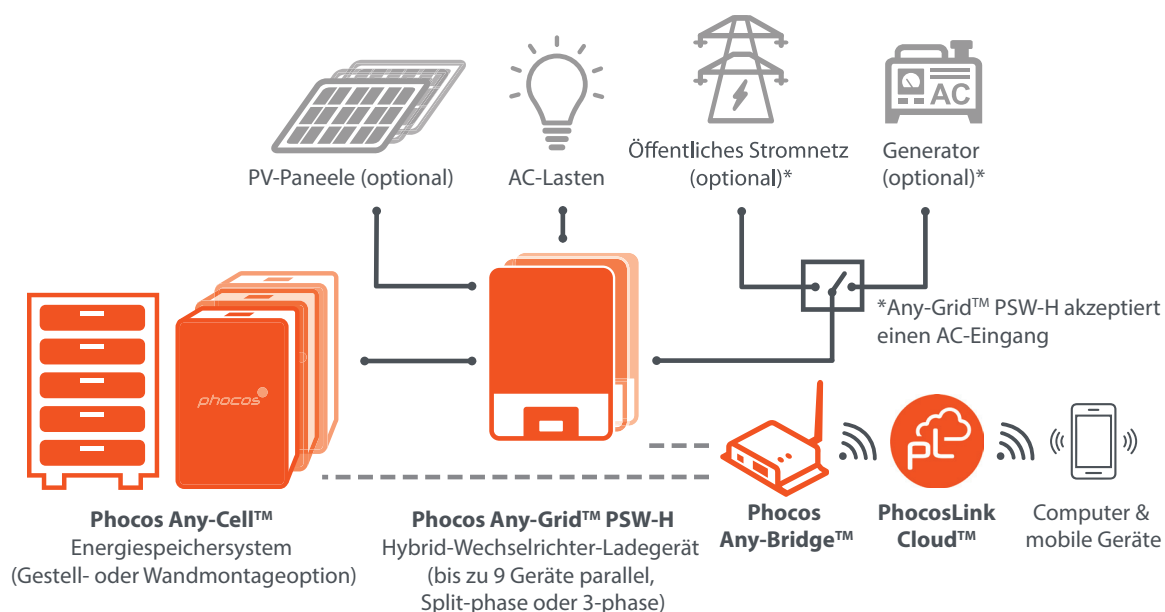 AC
PV-Paneele (optional)
AC-Lasten
Öffentliches Stromnetz
(optional)*
Generator
(optional)*
*Any-Grid™ PSW-H akzeptiert
einen AC-Eingang
phocos
pL
Phocos Any-Cell™
Energiespeichersystem
(Gestell- oder Wandmontageoption)
Phocos Any-Grid™ PSW-H
Hybrid-Wechselrichter-Ladegerät
(bis zu 9 Geräte parallel,
Split-phase oder 3-phase)
Phocos
Any-Bridge™
PhocosLink
Cloud™
Computer &
mobile Geräte